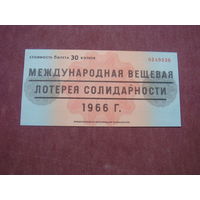 стоимость билета 30 копеек
МЕЖДУНАРОДНАЯ ВЕЩЕВАЯ
ЛОТЕРЕЯ СОЛИДАРНОСТИ
1966 Г.